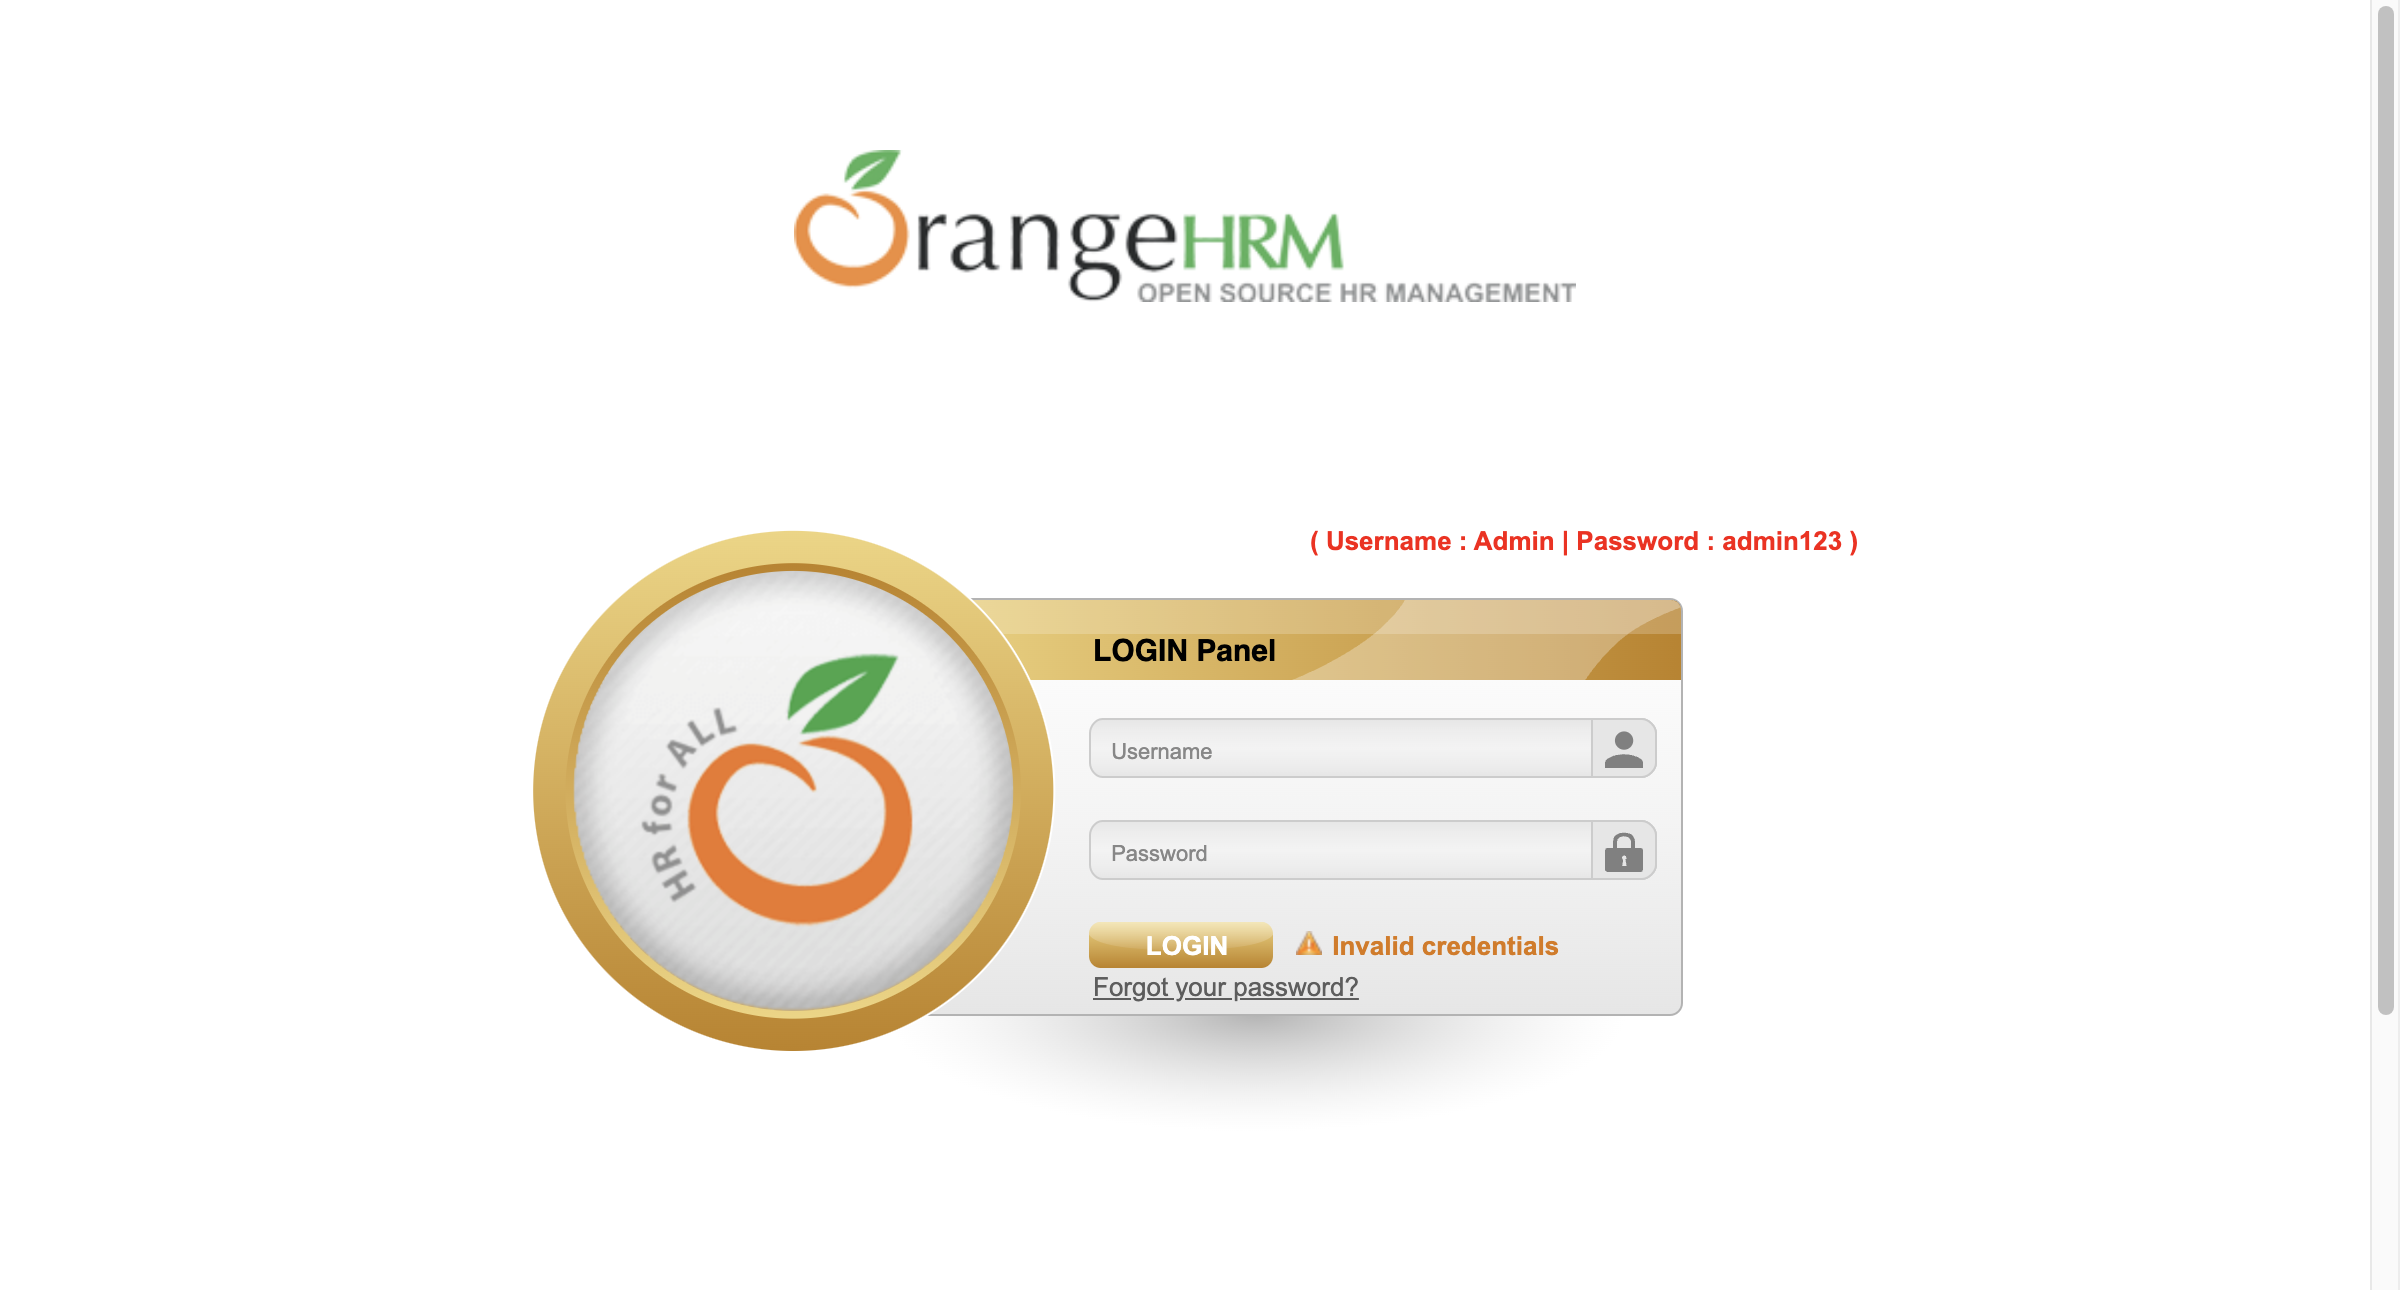 OrangeHRM
OPEN SOURCE HR MANAGEMENT
( Username : Admin | Password : admin123 )
HR for ALL
LOGIN Panel
Username
Password
LOGIN Invalid credentials
Forgot your password?